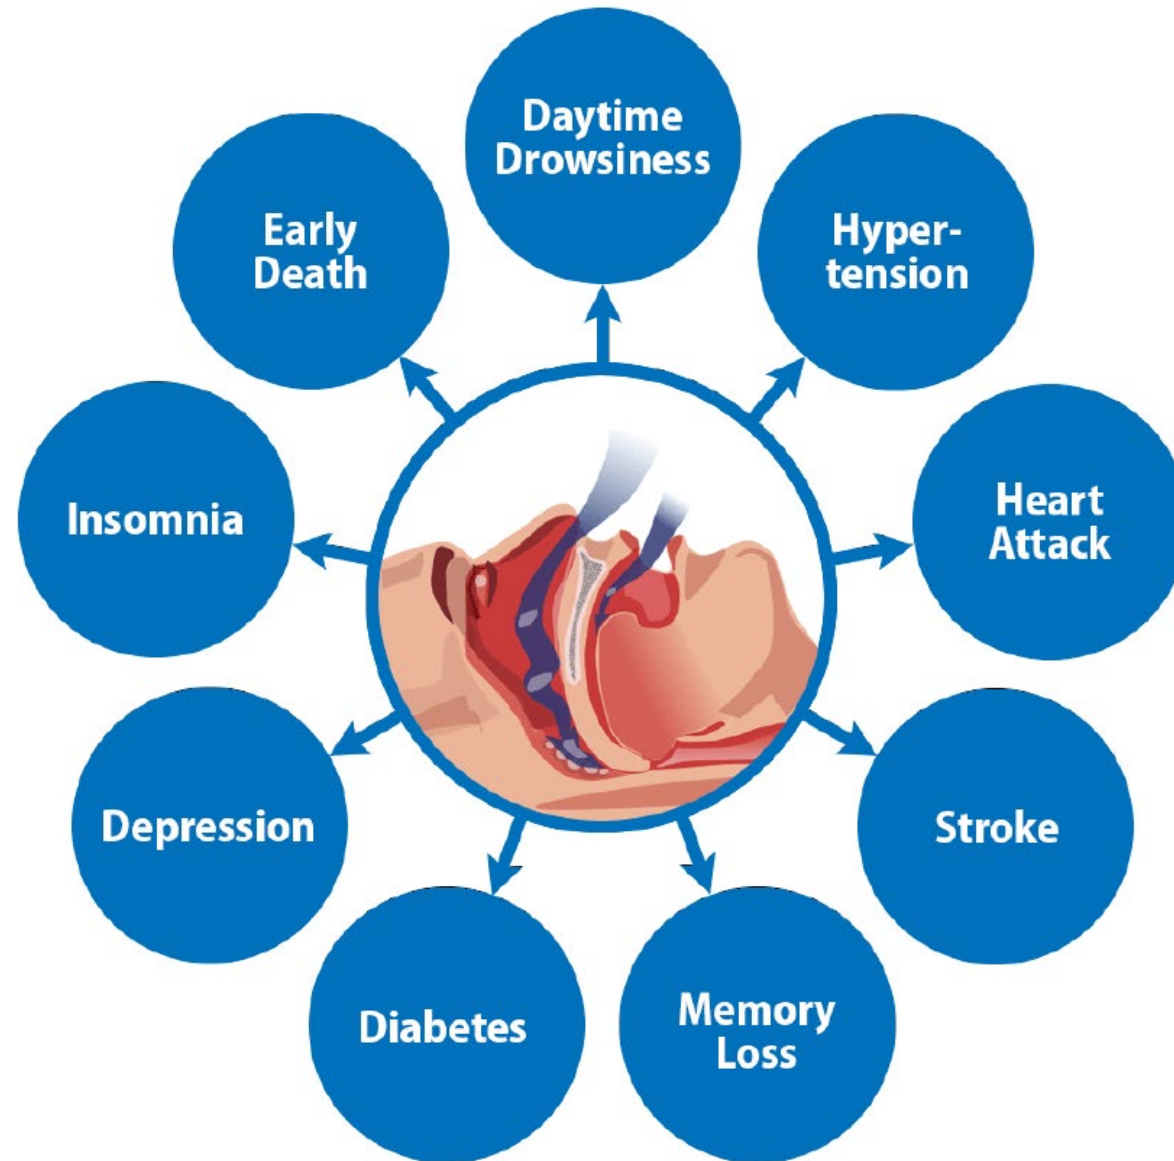 Daytime
Drowsiness
Hyper-
tension
Heart
Attack
Stroke
Memory
Loss
Diabetes
Depression
Insomnia
Early
Death